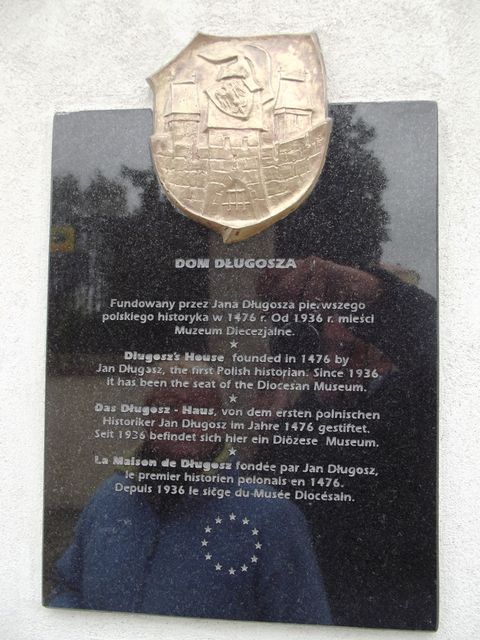 DOM DŁUGOSZA
Fundowany przez Jana Długosza pierwszego
polskiego historyka w 1476 r. Od 1936 r. mieści
Muzeum Diecezjalne.
Długosz's House founded in 1476 by
Jan Długasz, the first Polish historian. Since 1936
it has been the seat of the Diocesan Museum.
Das Długosz - Haus, von dem ersten polnischen
Historiker Jan Długosz im Jahre 1476 gestiftet.
Seit 1936 befindet sich hier ein Diözese Museum.
La Maison de Długosz fondée par Jan Długosz,
le premier historien polonais en 1476.
Depuis 1936 le sičge du Musée Diocésain.